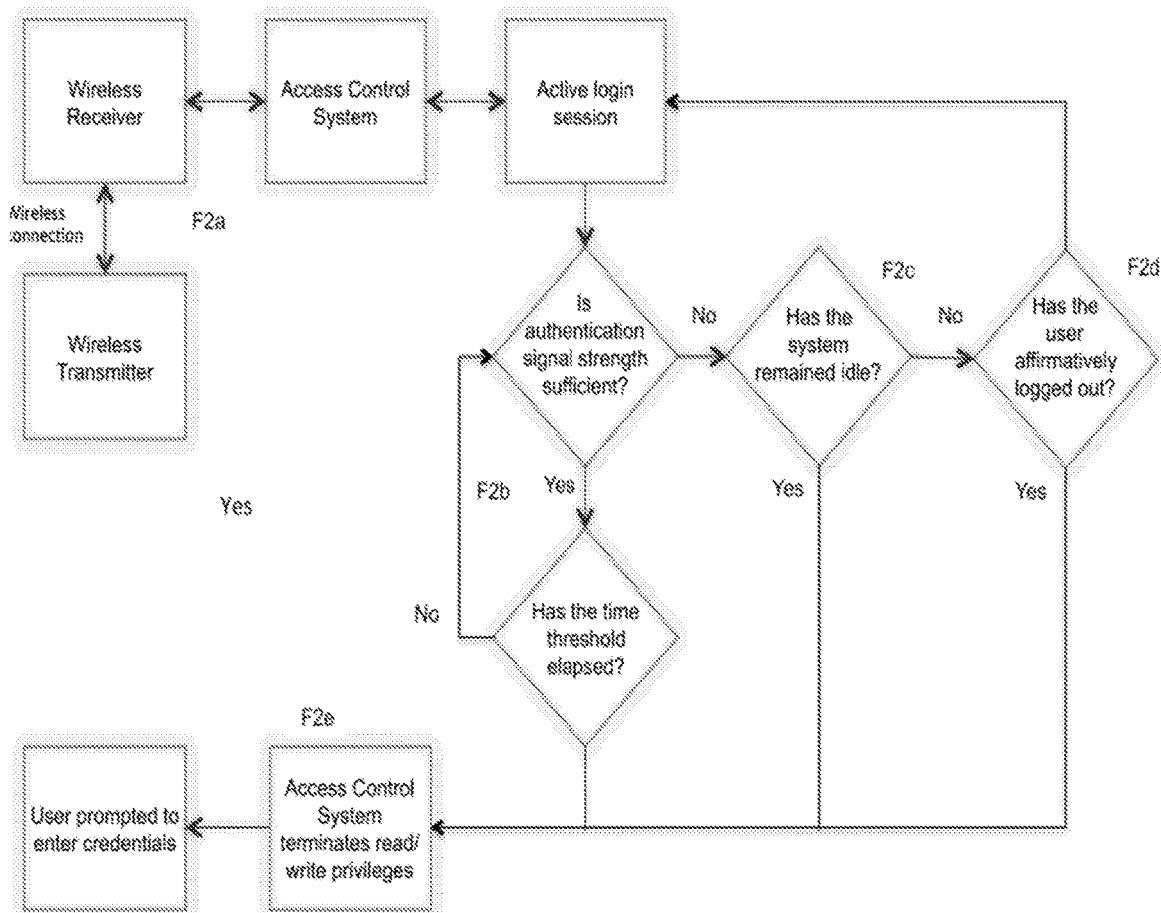 Wireless
Receiver
Access Control
System
Active login
session
Wireless
connection
F2a
Wireless
Transmitter
Is
authentication
signal strength
sufficient?
No
F2c
Has the
system
remained idle?
No
F2d
Has the
user
affirmatively
logged out?
Yes
F2b
Yes
Yes
Yes
No
Has the time
threshold
elapsed?
F2e
User prompted to
enter credentials
Access Control
System
terminates read/
write privileges